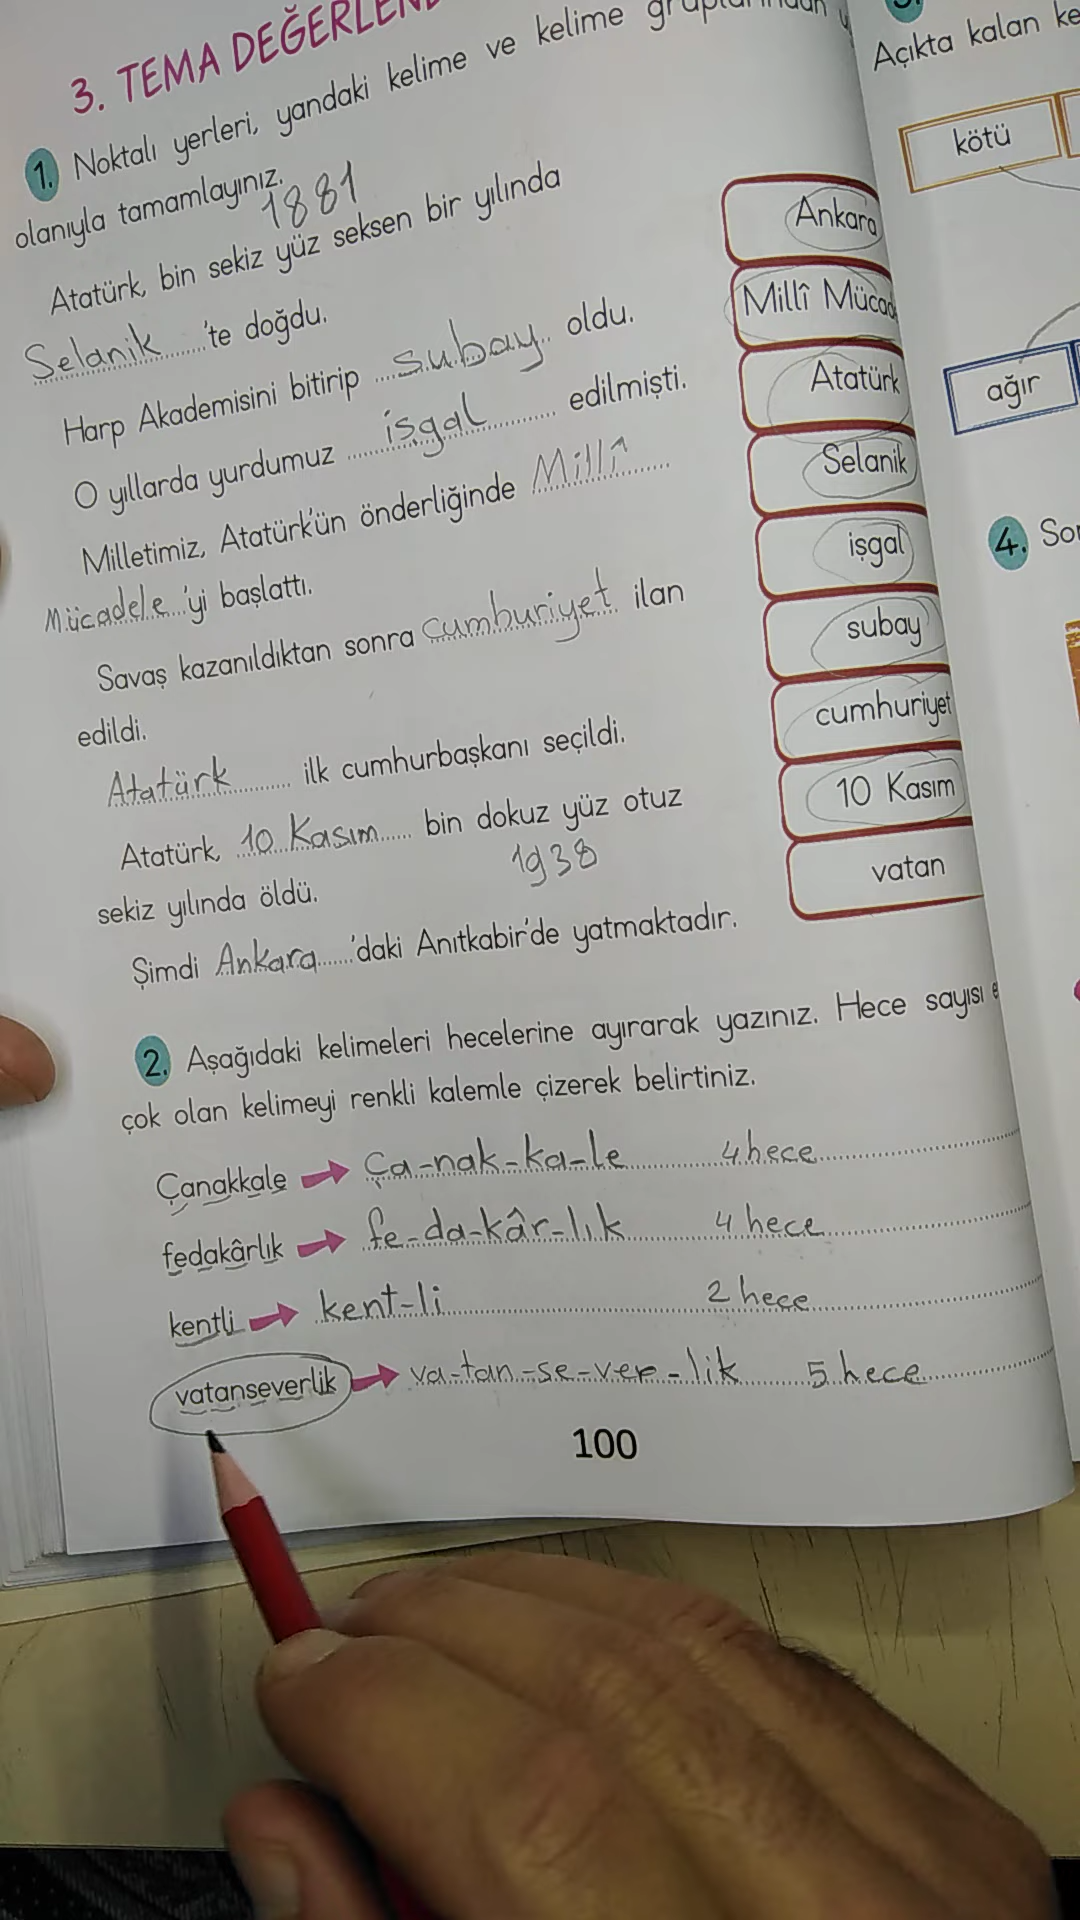 3. TEMA
1. Noktalı yerleri, yandaki kelime ve kelime
olanıyla tamamlayınız.
1881
Atatürk, bin sekiz yüz seksen bir yılında
Selanik 'te doğdu.
Harp Akademisini bitirip subay oldu.
O yıllarda yurdumuz işgal edilmişti.
Milletimiz, Atatürk'ün önderliğinde Millî
Mücadele 'yi başlattı.
Savaş kazanıldıktan sonra cumhuriyet ilan
edildi.
Atatürk ilk cumhurbaşkanı seçildi.
Atatürk, 10 Kasım bin dokuz yüz otuz
1938
sekiz yılında öldü.
Şimdi Ankara 'daki Anıtkabir'de yatmaktadır.
Ankara
Millî
Atatürk
Selanik
işgal
subay
cumhuriyet
10 Kasım
vatan
2. Aşağıdaki kelimeleri hecelerine ayırarak yazınız. Hece sayısı
çok olan kelimeyi renkli kalemle çizerek belirtiniz.
Çanakkale Ça-nak-ka-le 4 hece
fedakârlık fe-da-kâr-lık 4 hece
kentli kent-li 2 hece
vatanseverlik va-tan-se-ver-lik 5 hece
100
Açıkta kalan
kötü
ağır
4.